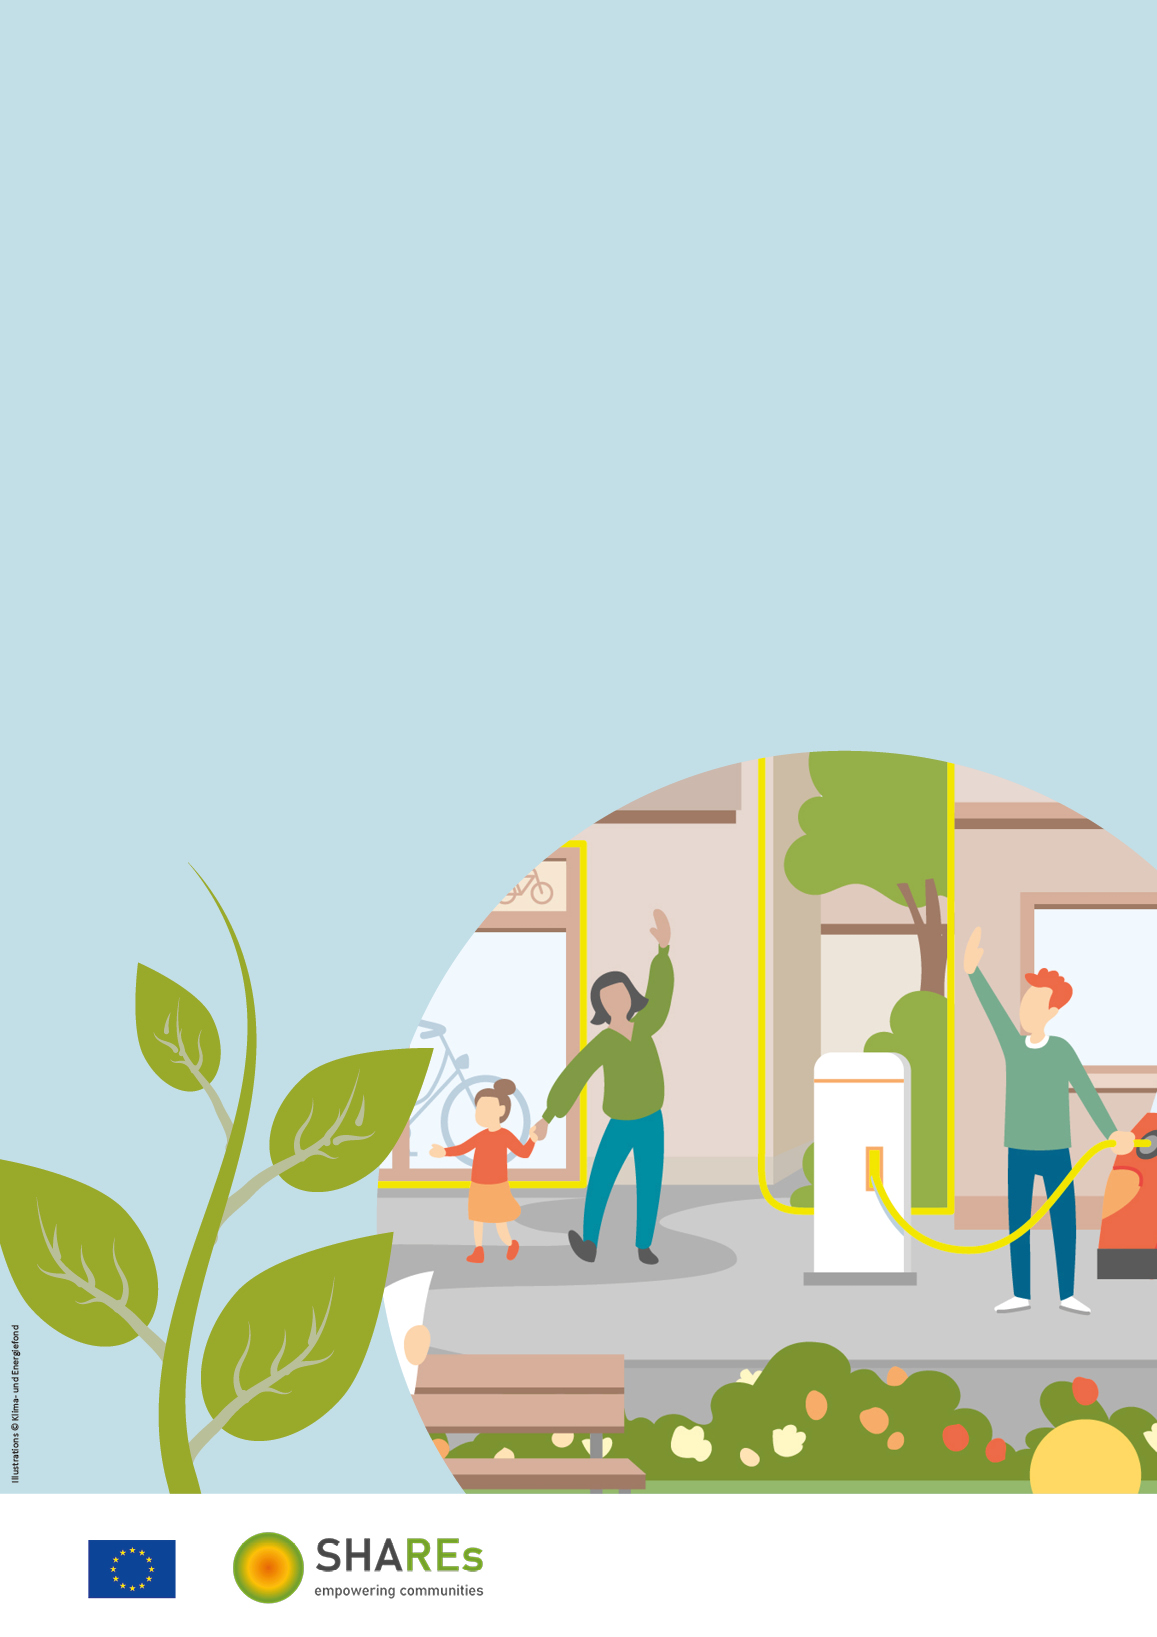 Illustrations © Klima- und Energiefond
SHAREs
empowering communities